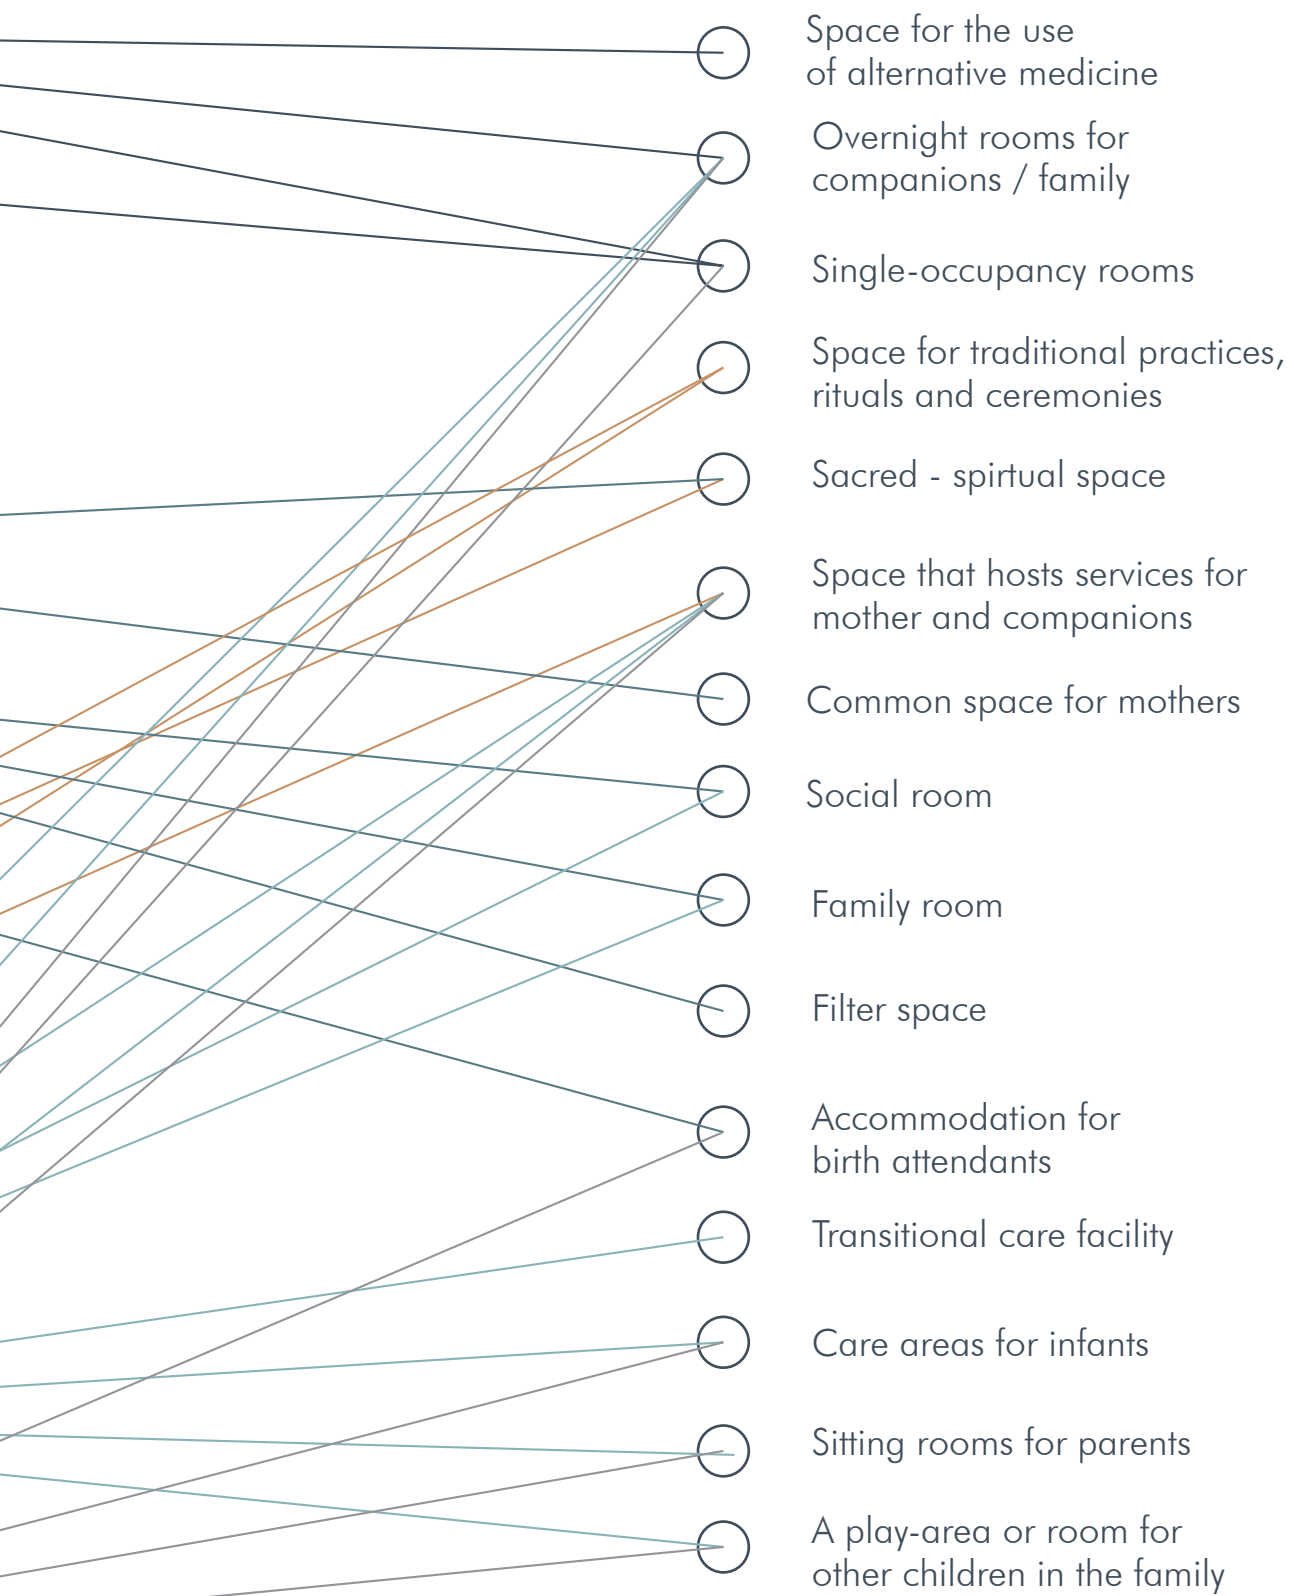 Space for the use
of alternative medicine
Overnight rooms for
companions / family
Single-occupancy rooms
Space for traditional practices,
rituals and ceremonies
Sacred - spirtual space
Space that hosts services for
mother and companions
Common space for mothers
Social room
Family room
Filter space
Accommodation for
birth attendants
Transitional care facility
Care areas for infants
Sitting rooms for parents
A play-area or room for
other children in the family